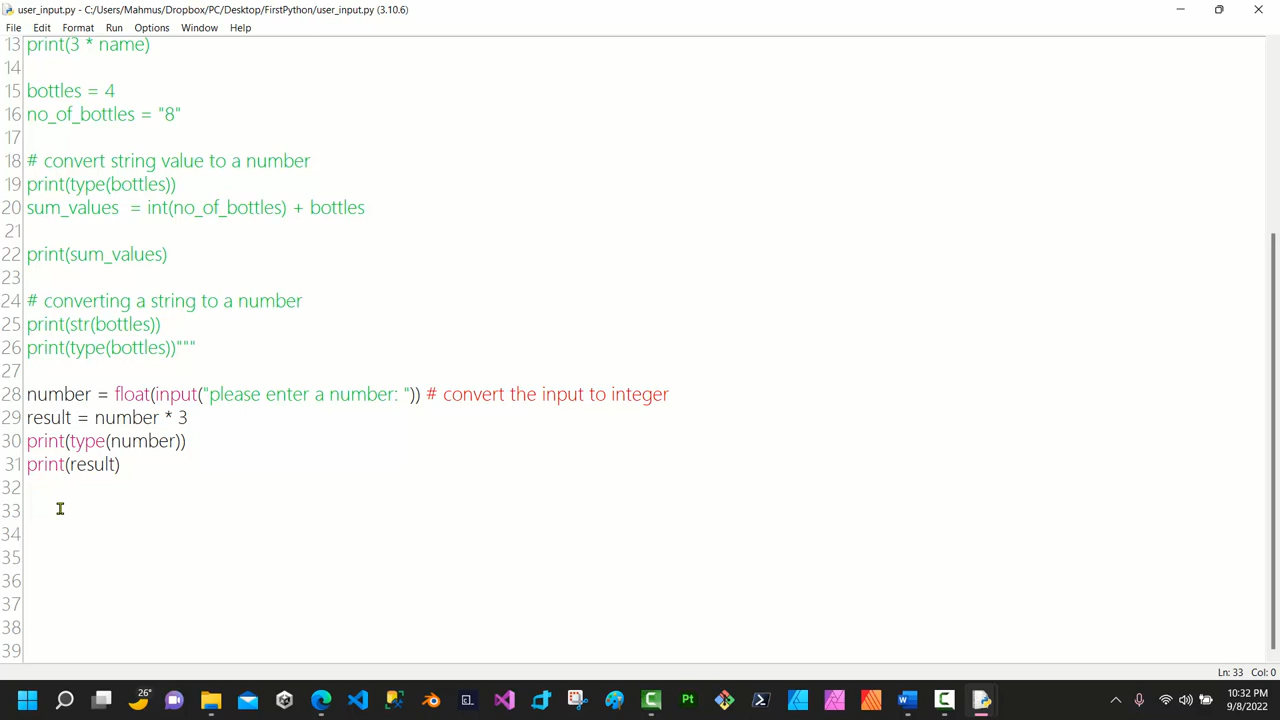 user_input.py - C:/Users/Mahmus/Dropbox/PC/Desktop/FirstPython/user_input.py (3.10.6)
File Edit Format Run Options Window Help
13 print(3 * name)
14
15 bottles = 4
16 no_of_bottles = "8"
17
18 # convert string value to a number
19 print(type(bottles))
20 sum_values  = int(no_of_bottles) + bottles
21
22 print(sum_values)
23
24 # converting a string to a number
25 print(str(bottles))
26 print(type(bottles))"""
27
28 number = float(input("please enter a number: ")) # convert the input to integer
29 result = number * 3
30 print(type(number))
31 print(result)
32
33
34
35
36
37
38
39
Ln: 33 Col: 0
26°
Pt
10:32 PM
9/8/2022